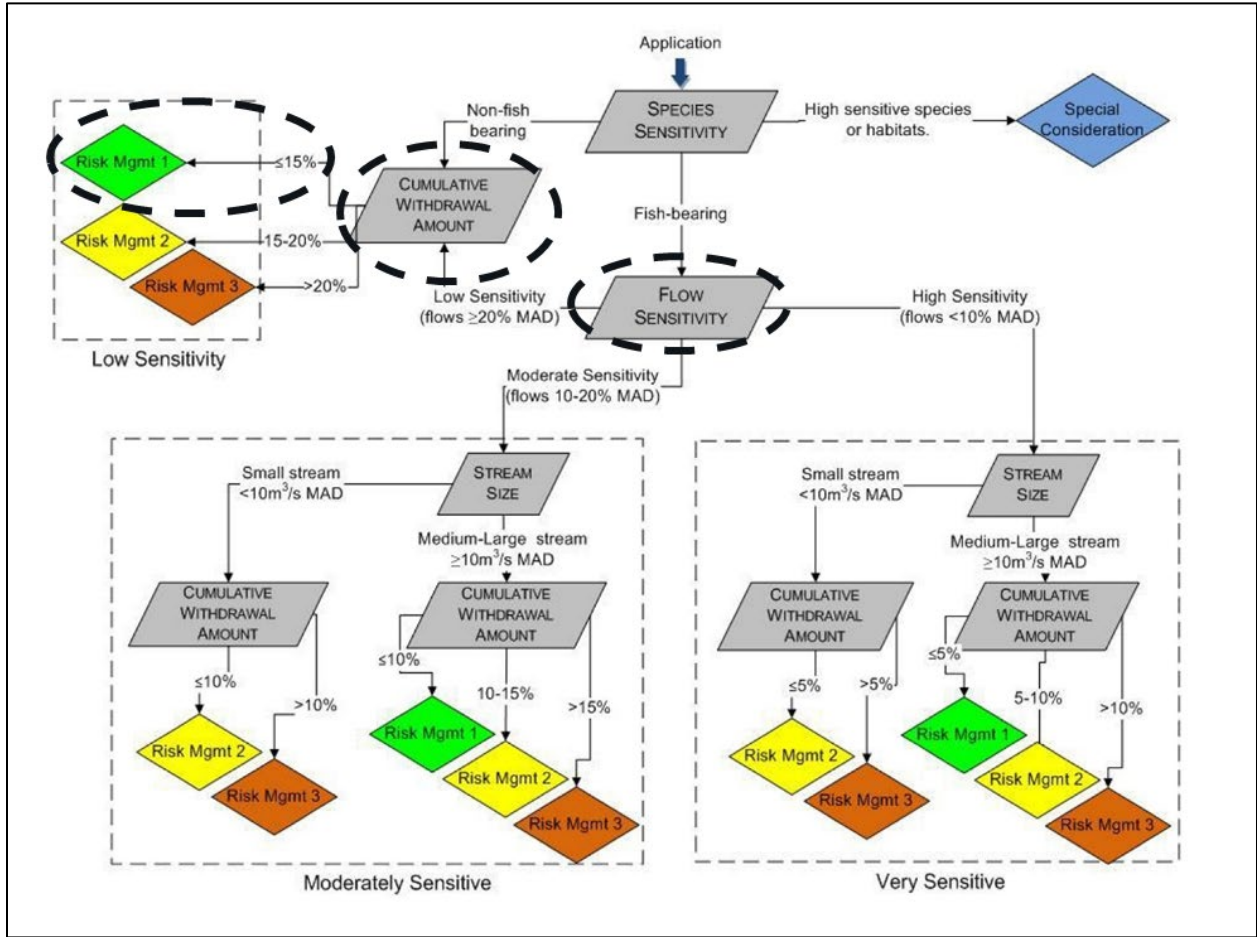 Application
SPECIES
SENSITIVITY
Non-fish
bearing
High sensitive species
or habitats.
Special
Consideration
Risk Mgmt 1
≤15%
CUMULATIVE
WITHDRAWAL
AMOUNT
Fish-bearing
Risk Mgmt 2
15-20%
Risk Mgmt 3
>20%
Low Sensitivity
Low Sensitivity
(flows ≥20% MAD)
FLOW
SENSITIVITY
High Sensitivity
(flows <10% MAD)
Moderate Sensitivity
(flows 10-20% MAD)
STREAM
SIZE
Small stream
<10m³/s MAD
Medium-Large stream
≥10m³/s MAD
CUMULATIVE
WITHDRAWAL
AMOUNT
CUMULATIVE
WITHDRAWAL
AMOUNT
≤10%
>10%
≤10%
10-15%
>15%
Risk Mgmt 2
Risk Mgmt 3
Risk Mgmt 1
Risk Mgmt 2
Risk Mgmt 3
Moderately Sensitive
STREAM
SIZE
Small stream
<10m³/s MAD
Medium-Large stream
≥10m³/s MAD
CUMULATIVE
WITHDRAWAL
AMOUNT
CUMULATIVE
WITHDRAWAL
AMOUNT
≤5%
>5%
≤5%
5-10%
>10%
Risk Mgmt 2
Risk Mgmt 3
Risk Mgmt 1
Risk Mgmt 2
Risk Mgmt 3
Very Sensitive